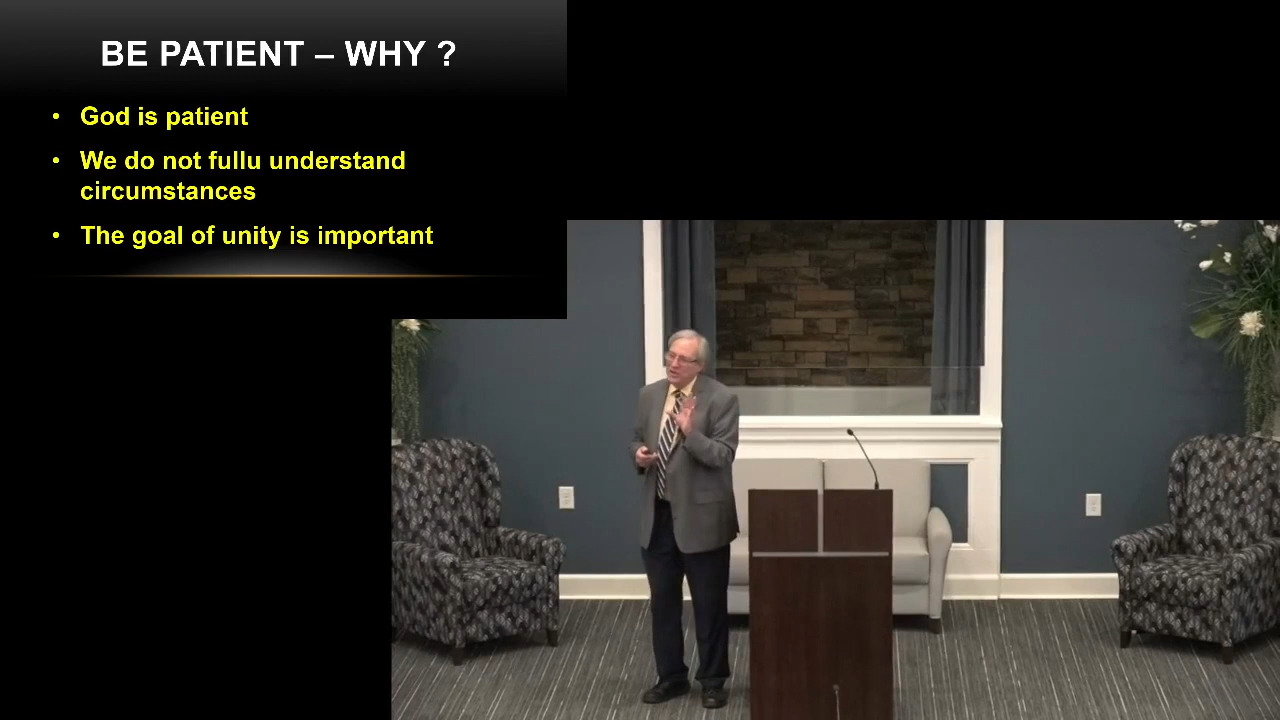 BE PATIENT – WHY ?
• God is patient
• We do not fullu understand
circumstances
• The goal of unity is important